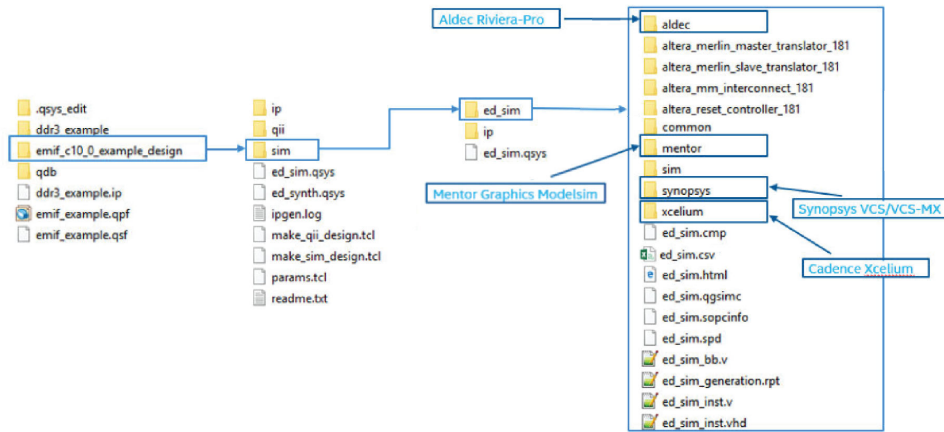 .qsys_edit
ddr3_example
emif_c10_0_example_design
qdb
ddr3_example.ip
emif_example.qpf
emif_example.qsf
ip
qii
sim
ed_sim.qsys
ed_synth.qsys
ipgen.log
make_qii_design.tcl
make_sim_design.tcl
params.tcl
readme.txt
ed_sim
ip
ed_sim.qsys
Aldec Riviera-Pro
Mentor Graphics Modelsim
aldec
altera_merlin_master_translator_181
altera_merlin_slave_translator_181
altera_mm_interconnect_181
altera_reset_controller_181
common
mentor
sim
synopsys
xcelium
ed_sim.cmp
ed_sim.csv
ed_sim.html
ed_sim.qgsimc
ed_sim.sopcinfo
ed_sim.spd
ed_sim_bb.v
ed_sim_generation.rpt
ed_sim_inst.v
ed_sim_inst.vhd
Synopsys VCS/VCS-MX
Cadence Xcelium